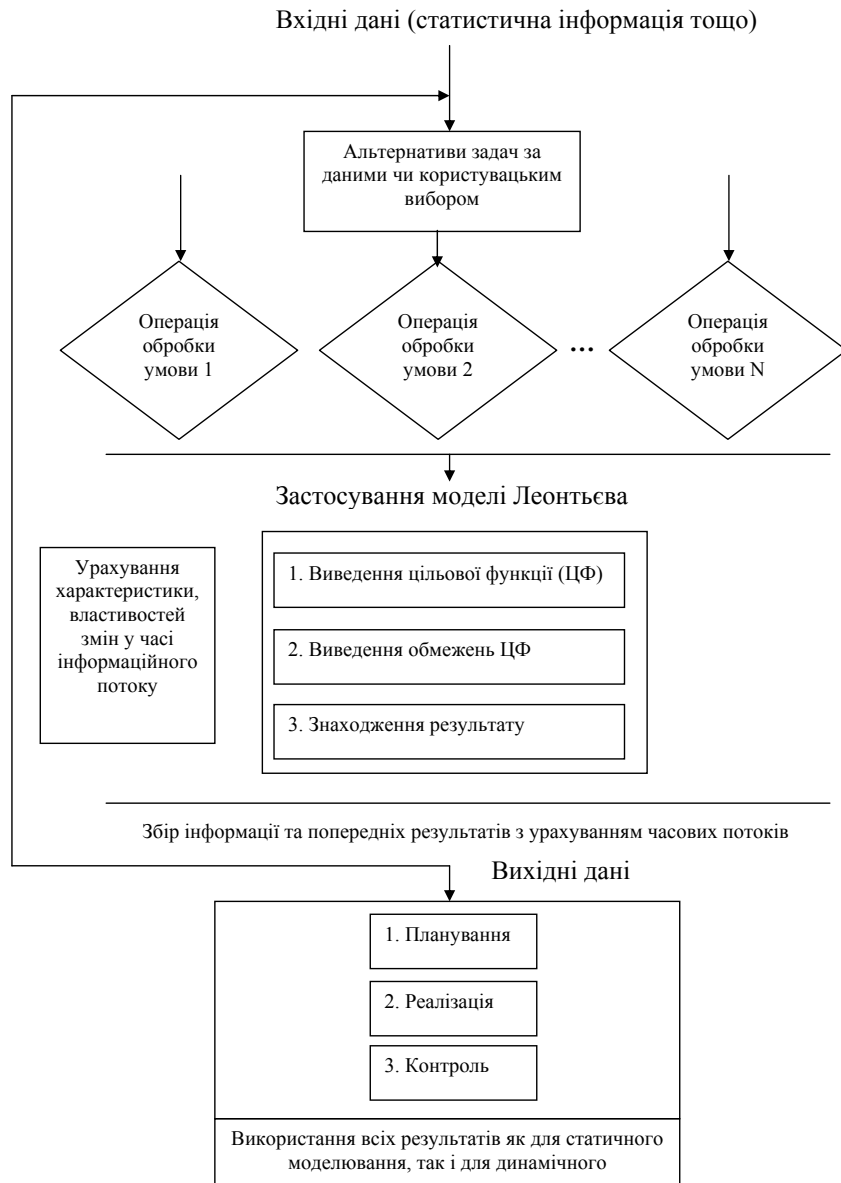 Вхідні дані (статистична інформація тощо)
Альтернативи задач за
даними чи користувацьким
вибором
Операція
обробки
умови 1
Операція
обробки
умови 2
...
Операція
обробки
умови N
Застосування моделі Леонтьєва
Урахування
характеристики,
властивостей
змін у часі
інформаційного
потоку
1. Виведення цільової функції (ЦФ)
2. Виведення обмежень ЦФ
3. Знаходження результату
Збір інформації та попередніх результатів з урахуванням часових потоків
Вихідні дані
1. Планування
2. Реалізація
3. Контроль
Використання всіх результатів як для статичного
моделювання, так і для динамічного